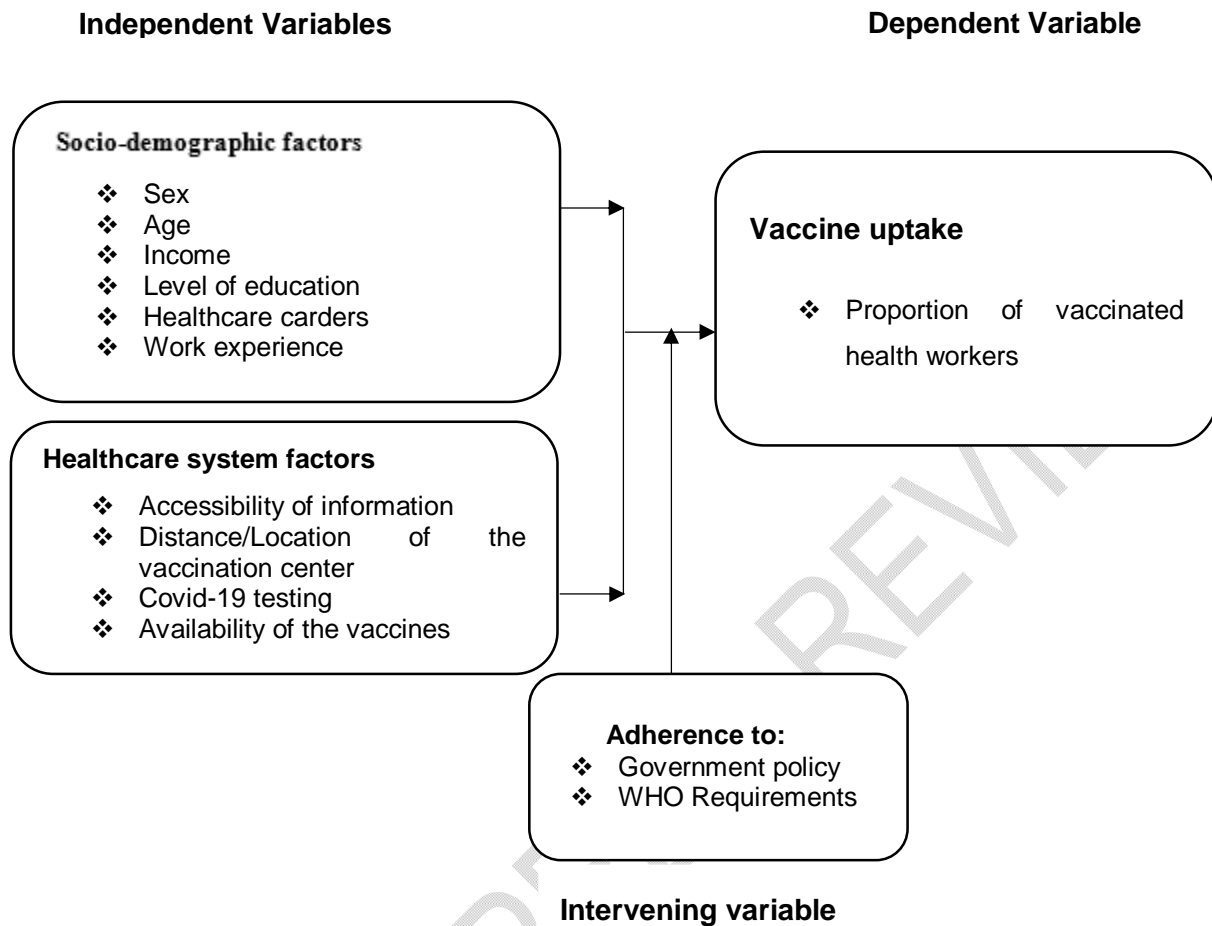 Independent Variables
Dependent Variable
Socio-demographic factors
❖ Sex
❖ Age
❖ Income
❖ Level of education
❖ Healthcare carders
❖ Work experience
Vaccine uptake
❖ Proportion of vaccinated
health workers
Healthcare system factors
❖ Accessibility of information
❖ Distance/Location of the
vaccination center
❖ Covid-19 testing
❖ Availability of the vaccines
Adherence to:
❖ Government policy
❖ WHO Requirements
Intervening variable